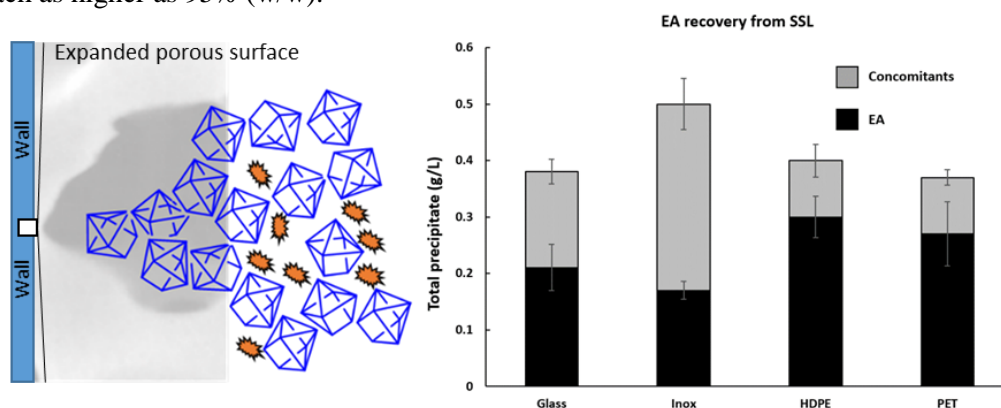 Expanded porous surface
Wall
Wall
EA recovery from SSL
Total precipitate (g/L)
0.6
0.5
0.4
0.3
0.2
0.1
0
Concomitants
EA
Glass
Inox
HDPE
PET